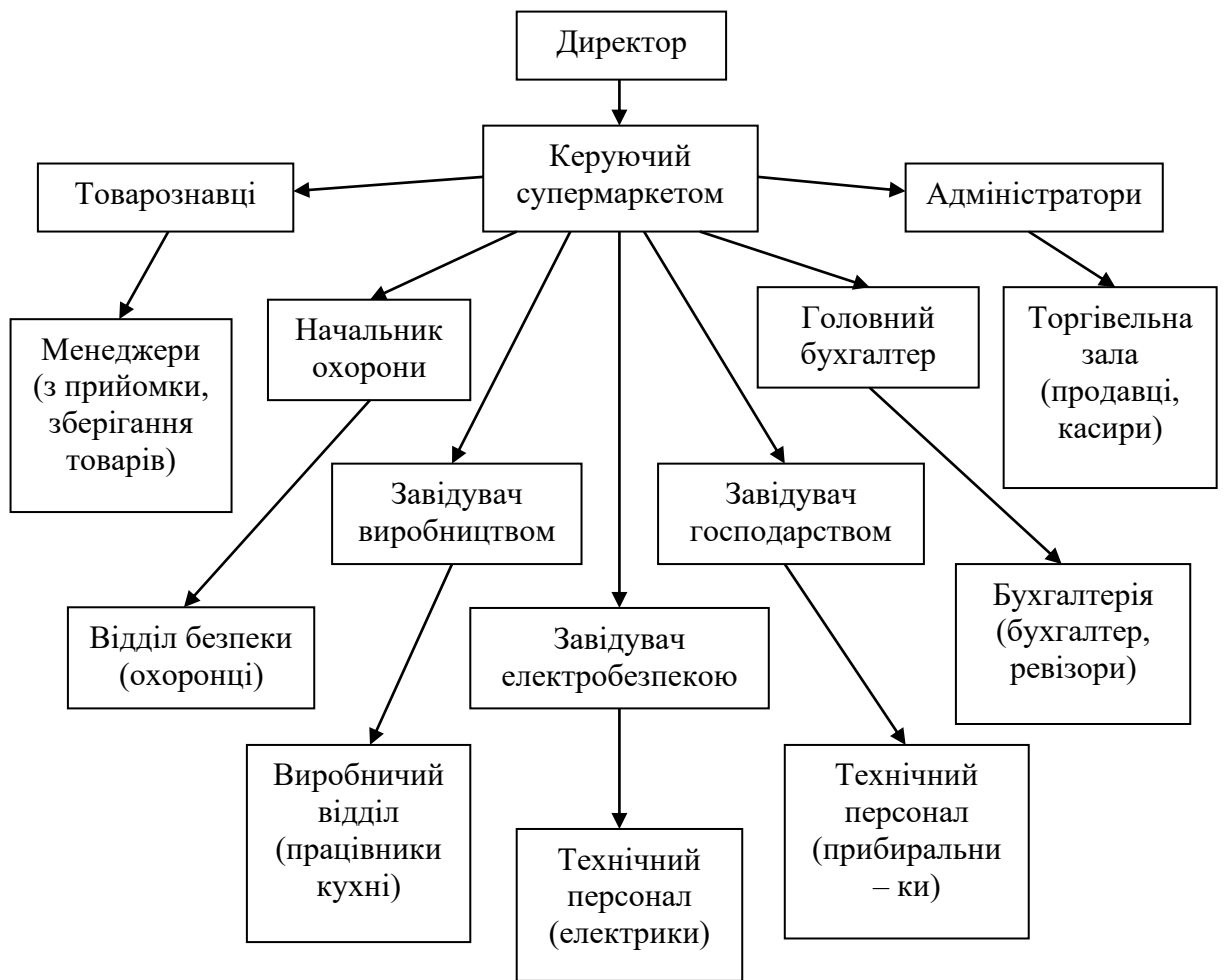 Директор
Керуючий
супермаркетом
Товарознавці
Адміністратори
Менеджери
(з прийомки,
зберігання
товарів)
Начальник
охорони
Головний
бухгалтер
Торгівельна
зала
(продавці,
касири)
Завідувач
виробництвом
Завідувач
господарством
Відділ безпеки
(охоронці)
Завідувач
електробезпекою
Бухгалтерія
(бухгалтер,
ревізори)
Виробничий
відділ
(працівники
кухні)
Технічний
персонал
(електрики)
Технічний
персонал
(прибиральни
– ки)